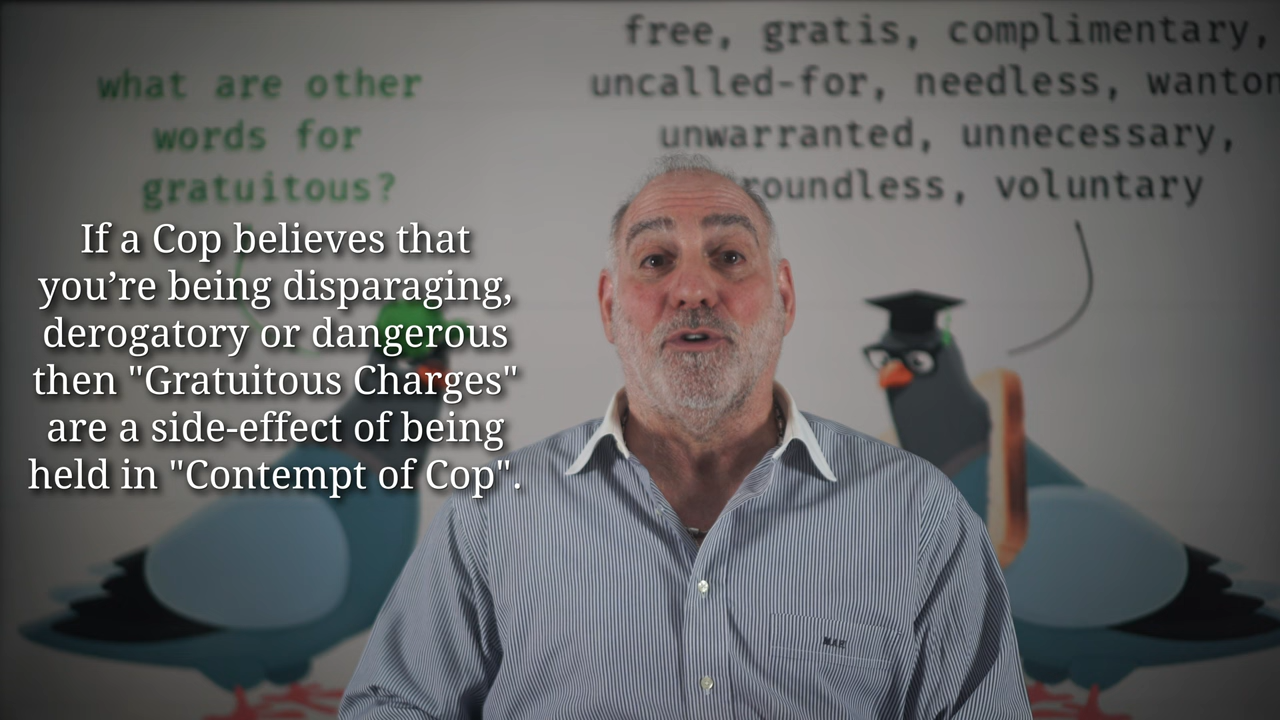 what are other
words for
gratuitous?
free, gratis, complimentary,
uncalled-for, needless, wanton
unwarranted, unnecessary,
roundless, voluntary
If a Cop believes that
you’re being disparaging,
derogatory or dangerous
then "Gratuitous Charges"
are a side-effect of being
held in "Contempt of Cop".